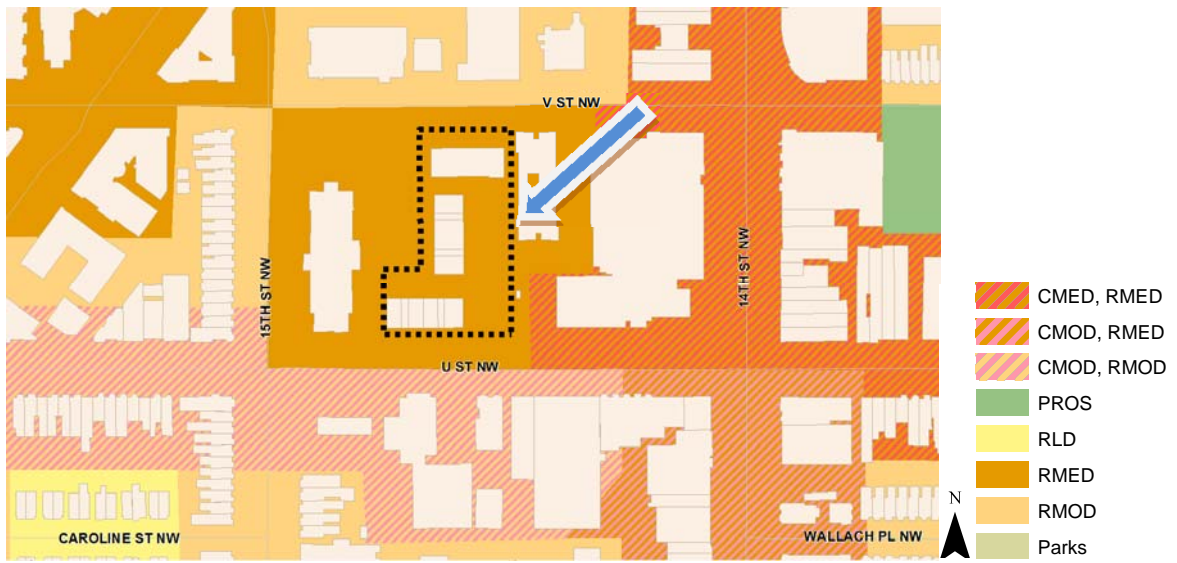 V ST NW
15TH ST NW
14TH ST NW
U ST NW
CAROLINE ST NW
WALLACH PL NW
N
CMED, RMED
CMOD, RMED
CMOD, RMOD
PROS
RLD
RMED
RMOD
Parks